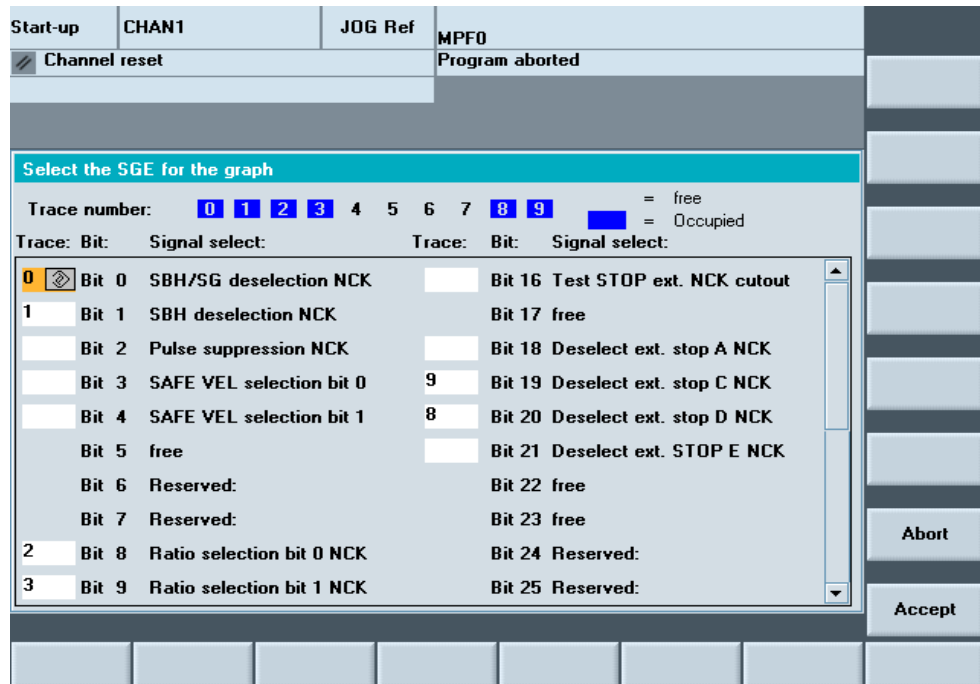 Start-up CHAN1 JOG Ref MPF0
Channel reset Program aborted
Select the SGE for the graph
Trace number: 0 1 2 3 4 5 6 7 8 9 = free
= Occupied
Trace: Bit: Signal select: Trace: Bit: Signal select:
0 Bit 0 SBH/SG deselection NCK Bit 16 Test STOP ext. NCK cutout
1 Bit 1 SBH deselection NCK Bit 17 free
Bit 2 Pulse suppression NCK Bit 18 Deselect ext. stop A NCK
Bit 3 SAFE VEL selection bit 0 9 Bit 19 Deselect ext. stop C NCK
Bit 4 SAFE VEL selection bit 1 8 Bit 20 Deselect ext. stop D NCK
Bit 5 free Bit 21 Deselect ext. STOP E NCK
Bit 6 Reserved: Bit 22 free
Bit 7 Reserved: Bit 23 free
2 Bit 8 Ratio selection bit 0 NCK Bit 24 Reserved:
3 Bit 9 Ratio selection bit 1 NCK Bit 25 Reserved:
Abort
Accept